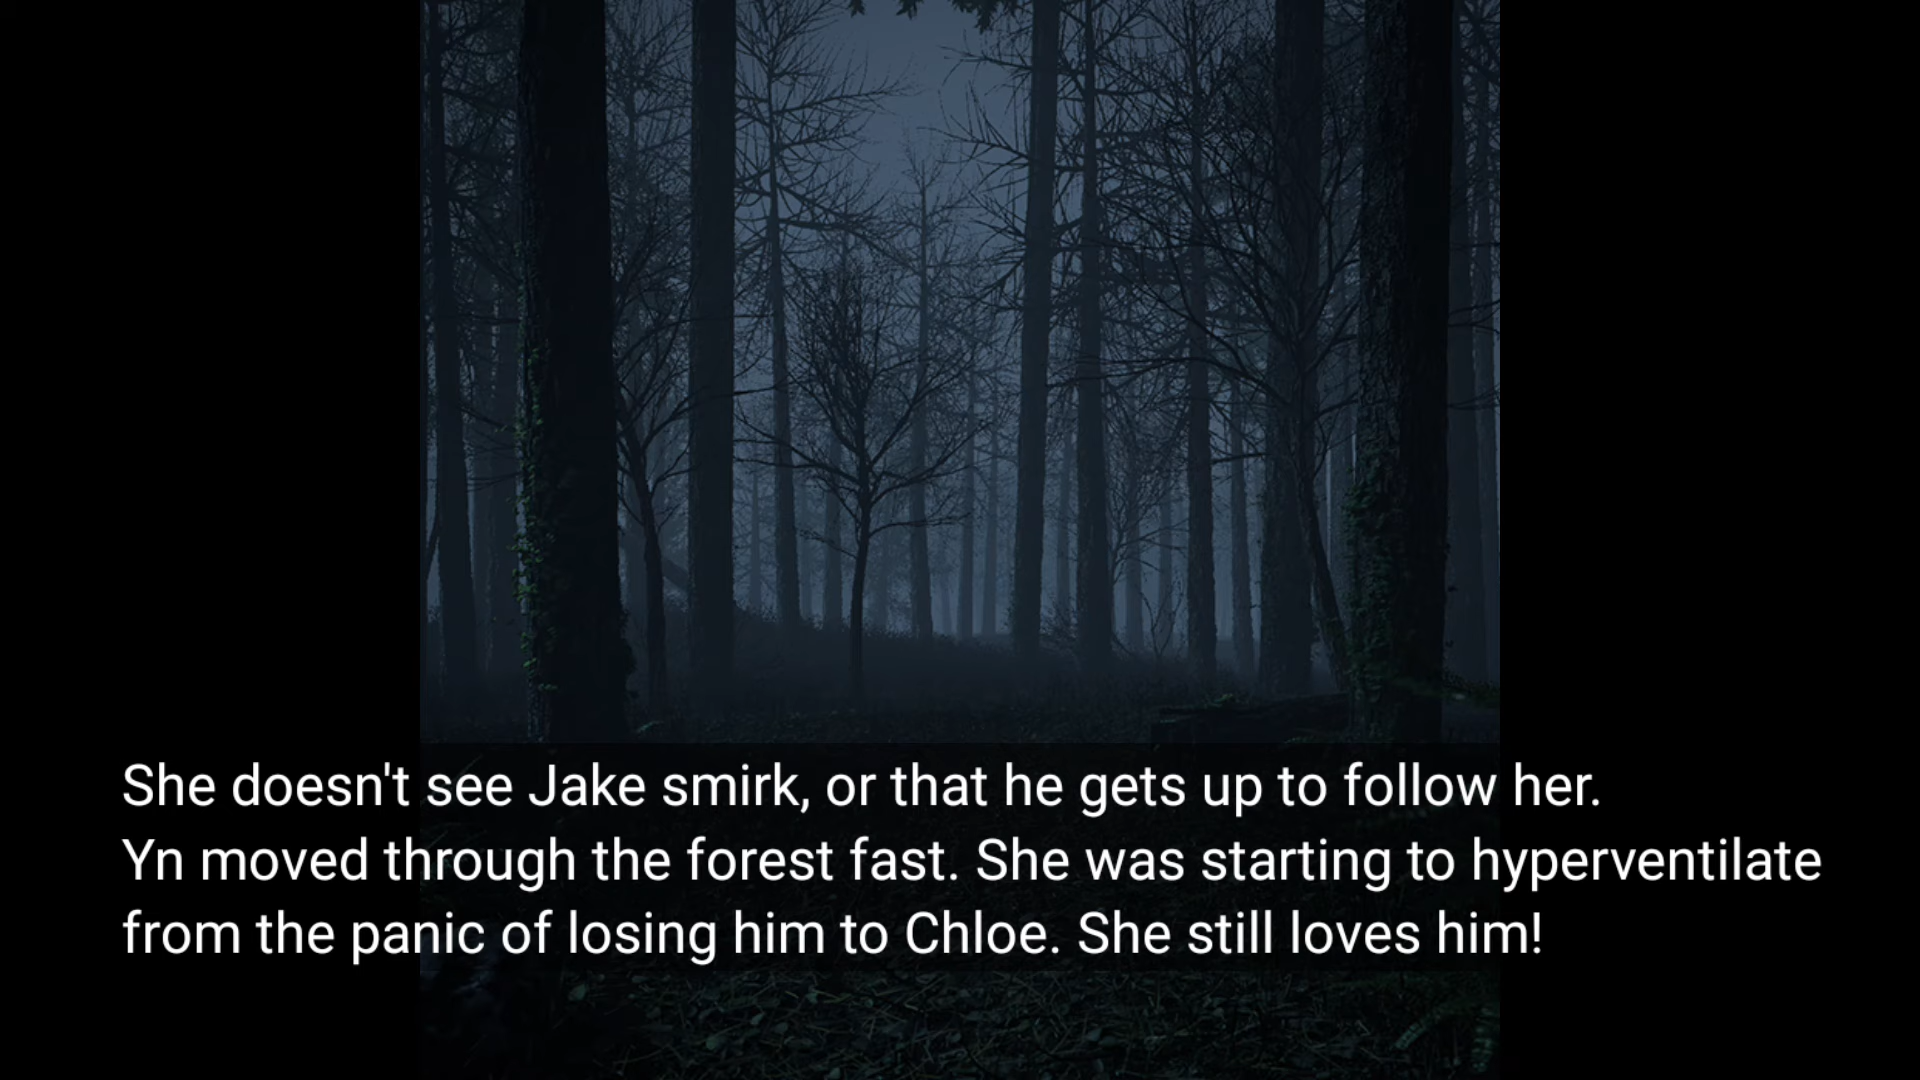 She doesn't see Jake smirk, or that he gets up to follow her.
Yn moved through the forest fast. She was starting to hyperventilate
from the panic of losing him to Chloe. She still loves him!